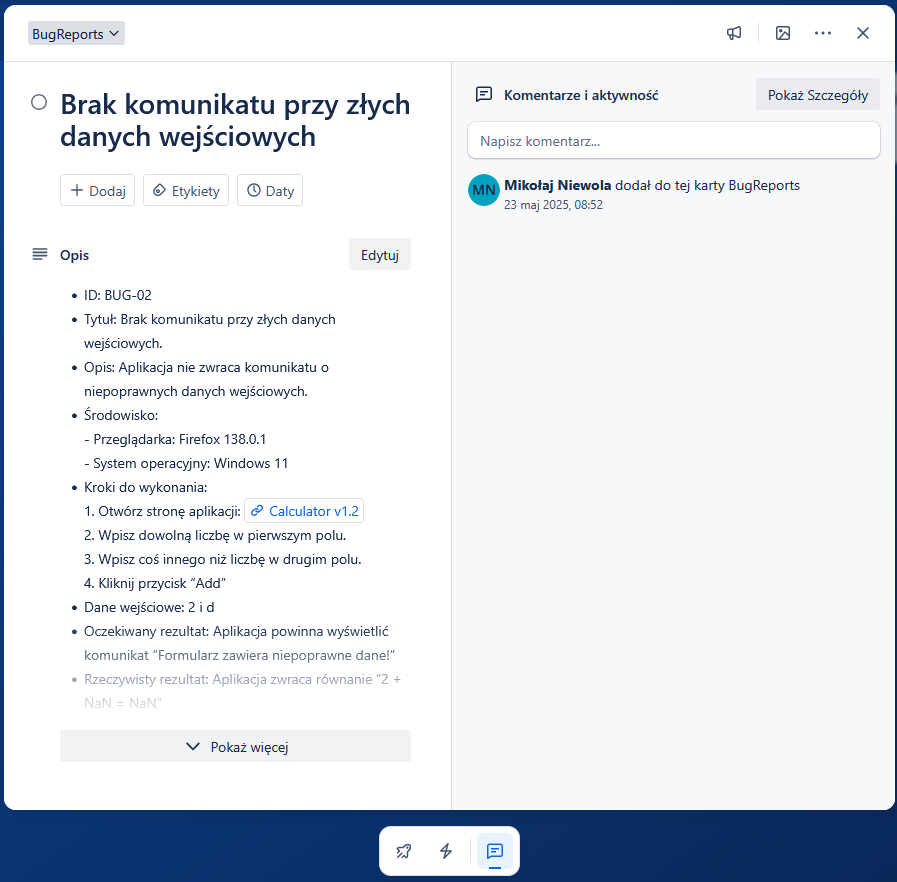 BugReports
Brak komunikatu przy złych
danych wejściowych
Dodaj
Etykiety
Daty
Opis
Edytuj
• ID: BUG-02
• Tytuł: Brak komunikatu przy złych danych
wejściowych.
• Opis: Aplikacja nie zwraca komunikatu o
niepoprawnych danych wejściowych.
• Środowisko:
- Przeglądarka: Firefox 138.0.1
- System operacyjny: Windows 11
• Kroki do wykonania:
1. Otwórz stronę aplikacji: Calculator v1.2
2. Wpisz dowolną liczbę w pierwszym polu.
3. Wpisz coś innego niż liczbę w drugim polu.
4. Kliknij przycisk “Add”
• Dane wejściowe: 2 i d
• Oczekiwany rezultat: Aplikacja powinna wyświetlić
komunikat “Formularz zawiera niepoprawne dane!”
• Rzeczywisty rezultat: Aplikacja zwraca równanie “2 +
NaN = NaN”
Pokaż więcej
Komentarze i aktywność
Pokaż Szczegóły
Napisz komentarz...
MN
Mikołaj Niewola dodał do tej karty BugReports
23 maj 2025, 08:52